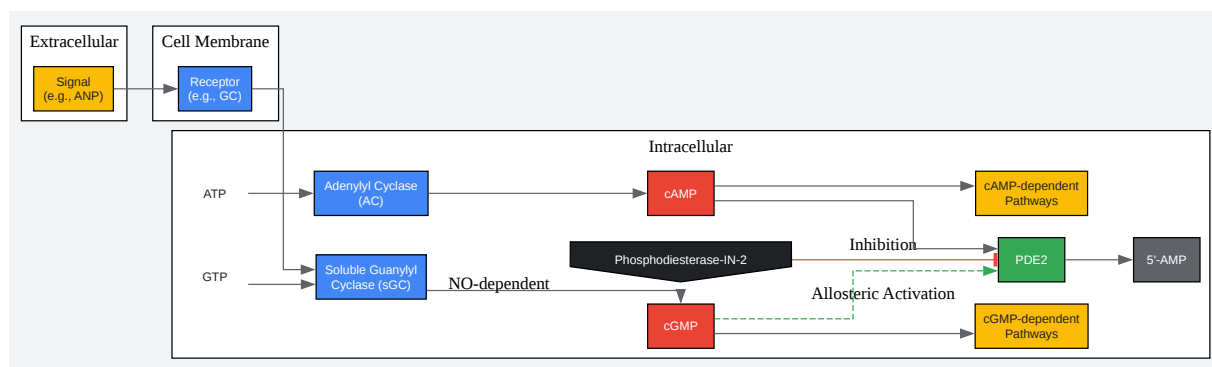 Extracellular
Cell Membrane
Signal
(e.g., ANP)
Receptor
(e.g., GC)
Intracellular
ATP
Adenylyl Cyclase
(AC)
cAMP
cAMP-dependent
Pathways
GTP
Soluble Guanylyl
Cyclase (sGC)
NO-dependent
Phosphodiesterase-IN-2
Inhibition
PDE2
5'-AMP
Allosteric Activation
cGMP
cGMP-dependent
Pathways